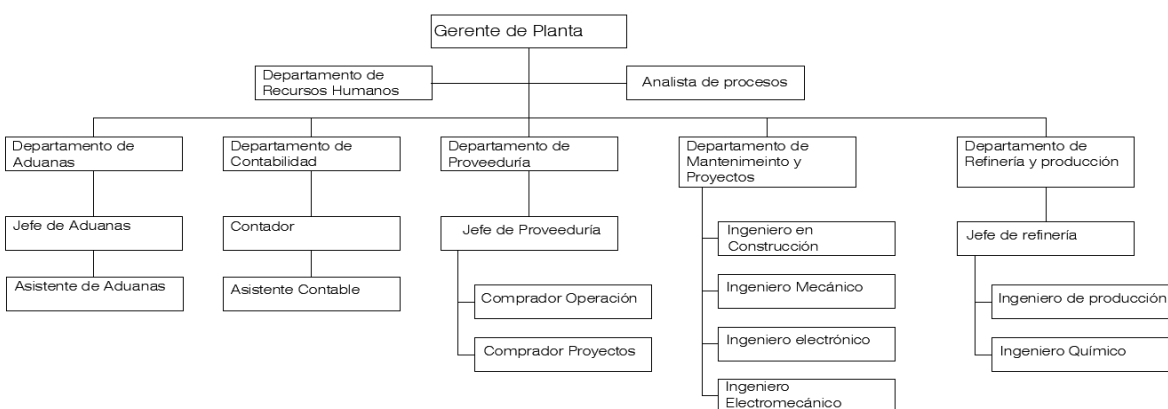 Gerente de Planta
Departamento de
Recursos Humanos
Analista de procesos
Departamento de
Aduanas
Departamento de
Contabilidad
Departamento de
Proveeduría
Departamento de
Mantenimeinto y
Proyectos
Departamento de
Refinería y producción
Jefe de Aduanas
Contador
Jefe de Proveeduría
Ingeniero en
Construcción
Jefe de refinería
Asistente de Aduanas
Asistente Contable
Comprador Operación
Ingeniero Mecánico
Ingeniero de producción
Comprador Proyectos
Ingeniero electrónico
Ingeniero Químico
Ingeniero
Electromecánico